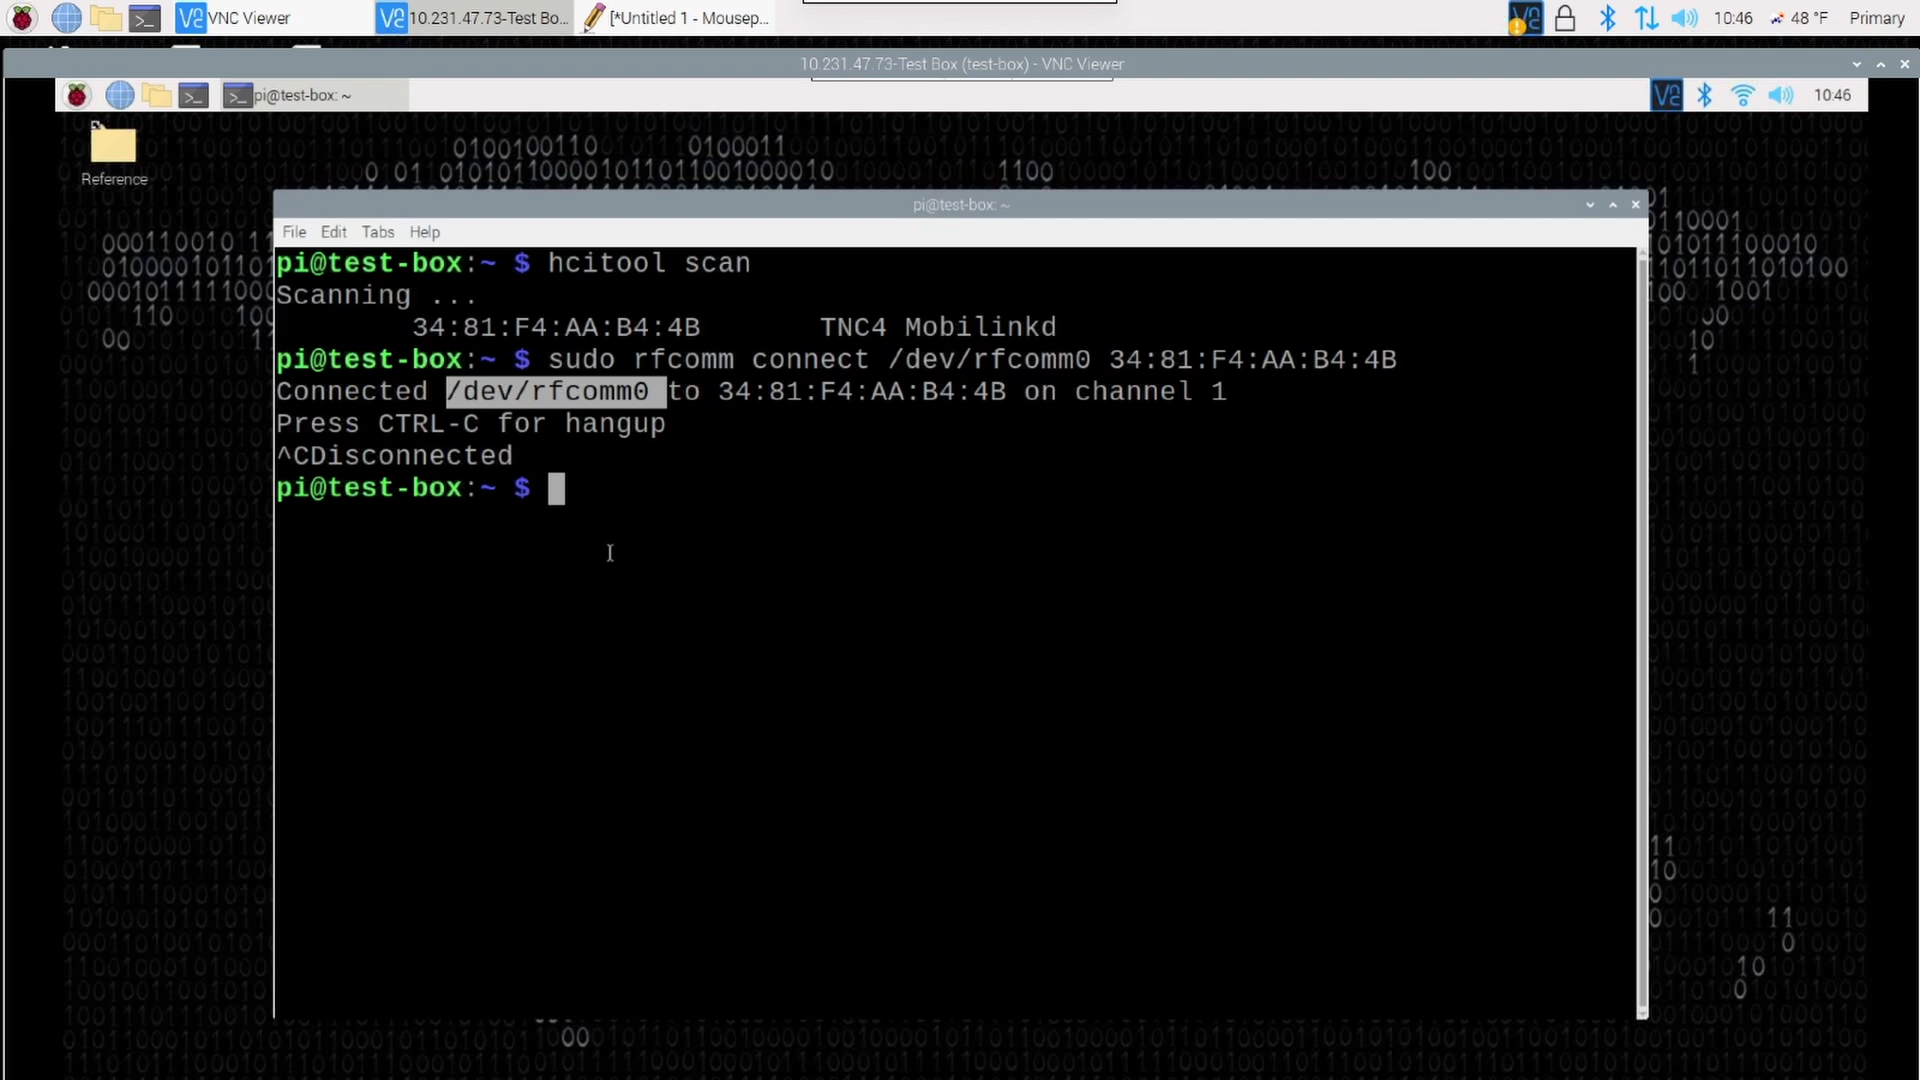 VNC Viewer
10.231.47.73-Test Bo...
[*Untitled 1 - Mousep...
10:46
48 °F
Primary
10.231.47.73-Test Box (test-box) - VNC Viewer
pi@test-box: ~
10:46
Reference
pi@test-box: ~
File Edit Tabs Help
pi@test-box:~ $ hcitool scan
Scanning ...
34:81:F4:AA:B4:4B TNC4 Mobilinkd
pi@test-box:~ $ sudo rfcomm connect /dev/rfcomm0 34:81:F4:AA:B4:4B
Connected /dev/rfcomm0 to 34:81:F4:AA:B4:4B on channel 1
Press CTRL-C for hangup
^CDisconnected
pi@test-box:~ $